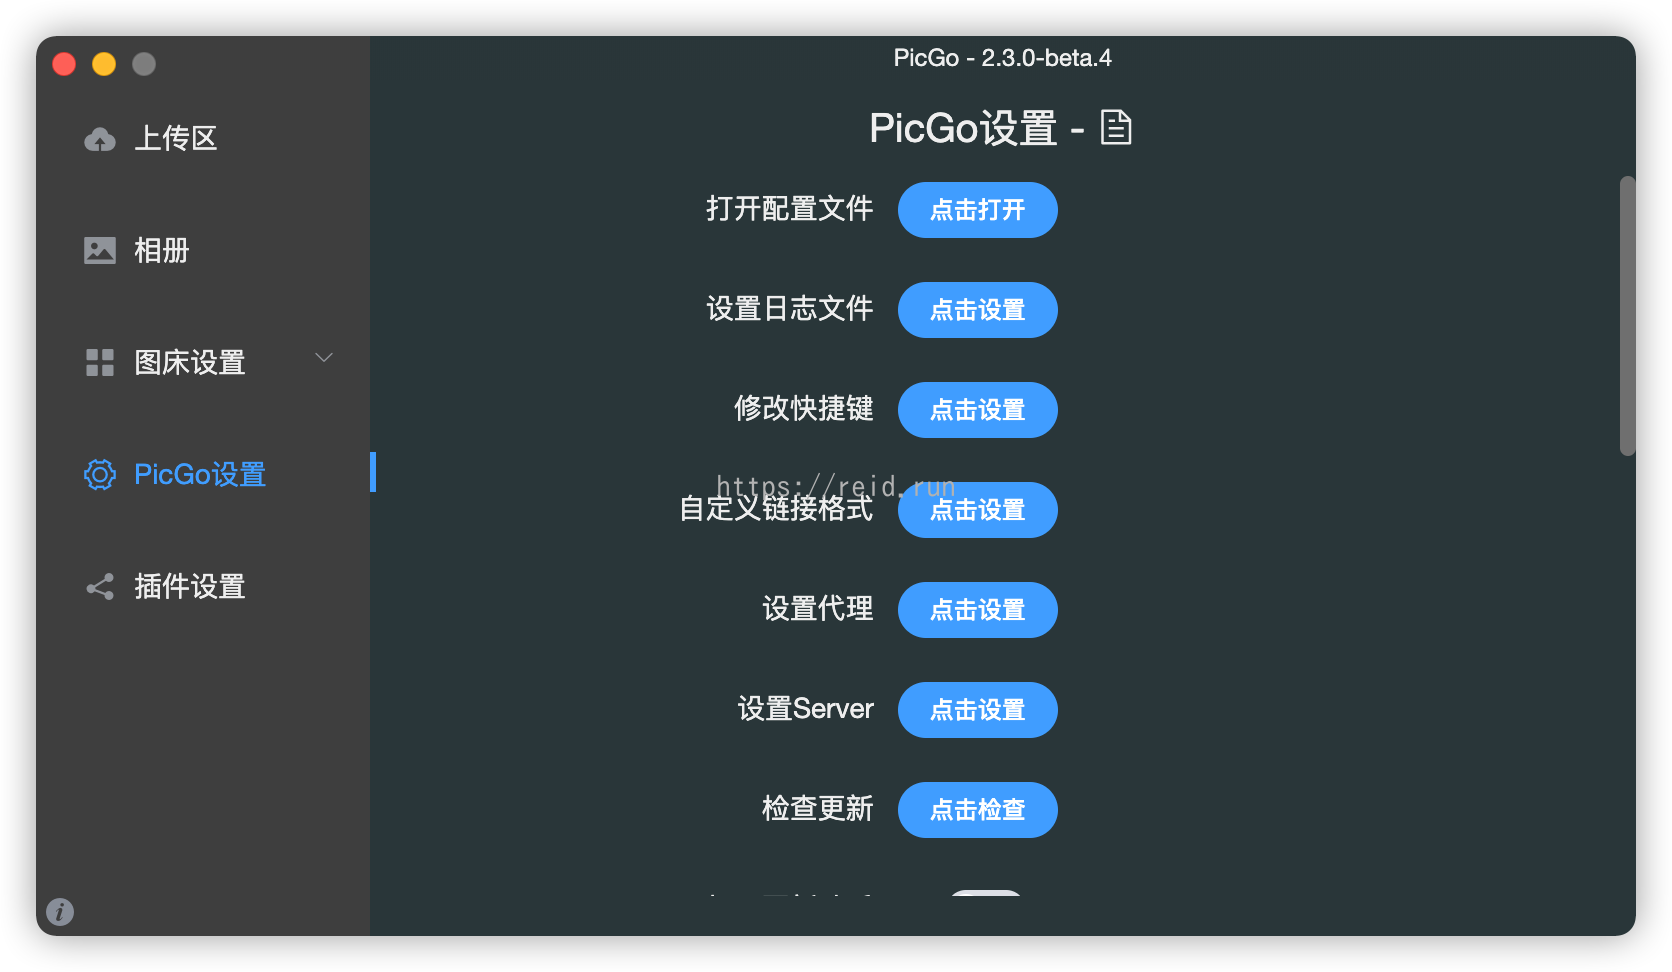 PicGo - 2.3.0-beta.4
上传区
相册
图床设置
PicGo设置
插件设置
PicGo设置 -
打开配置文件 点击打开
设置日志文件 点击设置
修改快捷键 点击设置
https://reid.run
自定义链接格式 点击设置
设置代理 点击设置
设置Server 点击设置
检查更新 点击检查